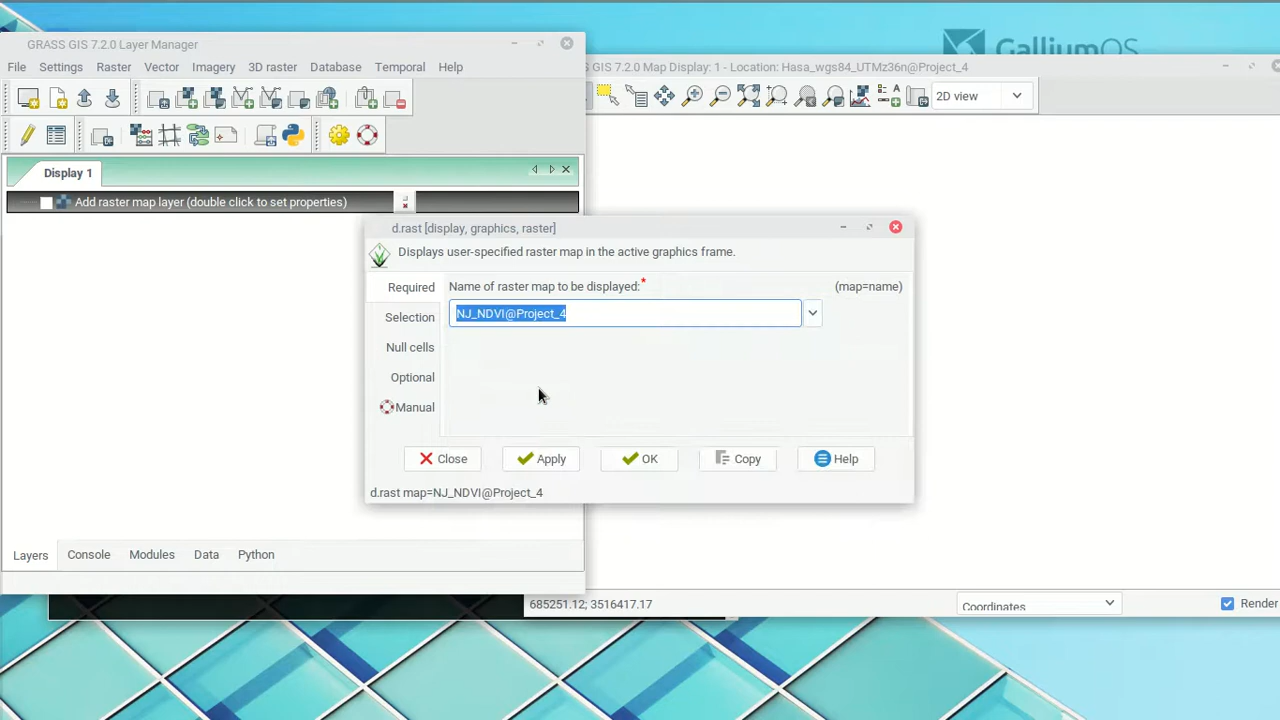 GRASS GIS 7.2.0 Layer Manager
File Settings Raster Vector Imagery 3D raster Database Temporal Help
Display 1
Add raster map layer (double click to set properties)
Layers Console Modules Data Python
GalliumOS
GIS 7.2.0 Map Display: 1 - Location: Hasa_wgs84_UTMz36n@Project_4
2D view
d.rast [display, graphics, raster]
Displays user-specified raster map in the active graphics frame.
Required
Selection
Null cells
Optional
Manual
Name of raster map to be displayed:* (map=name)
NJ_NDVI@Project_4
Close Apply OK Copy Help
d.rast map=NJ_NDVI@Project_4
685251.12; 3516417.17
Coordinates
Render